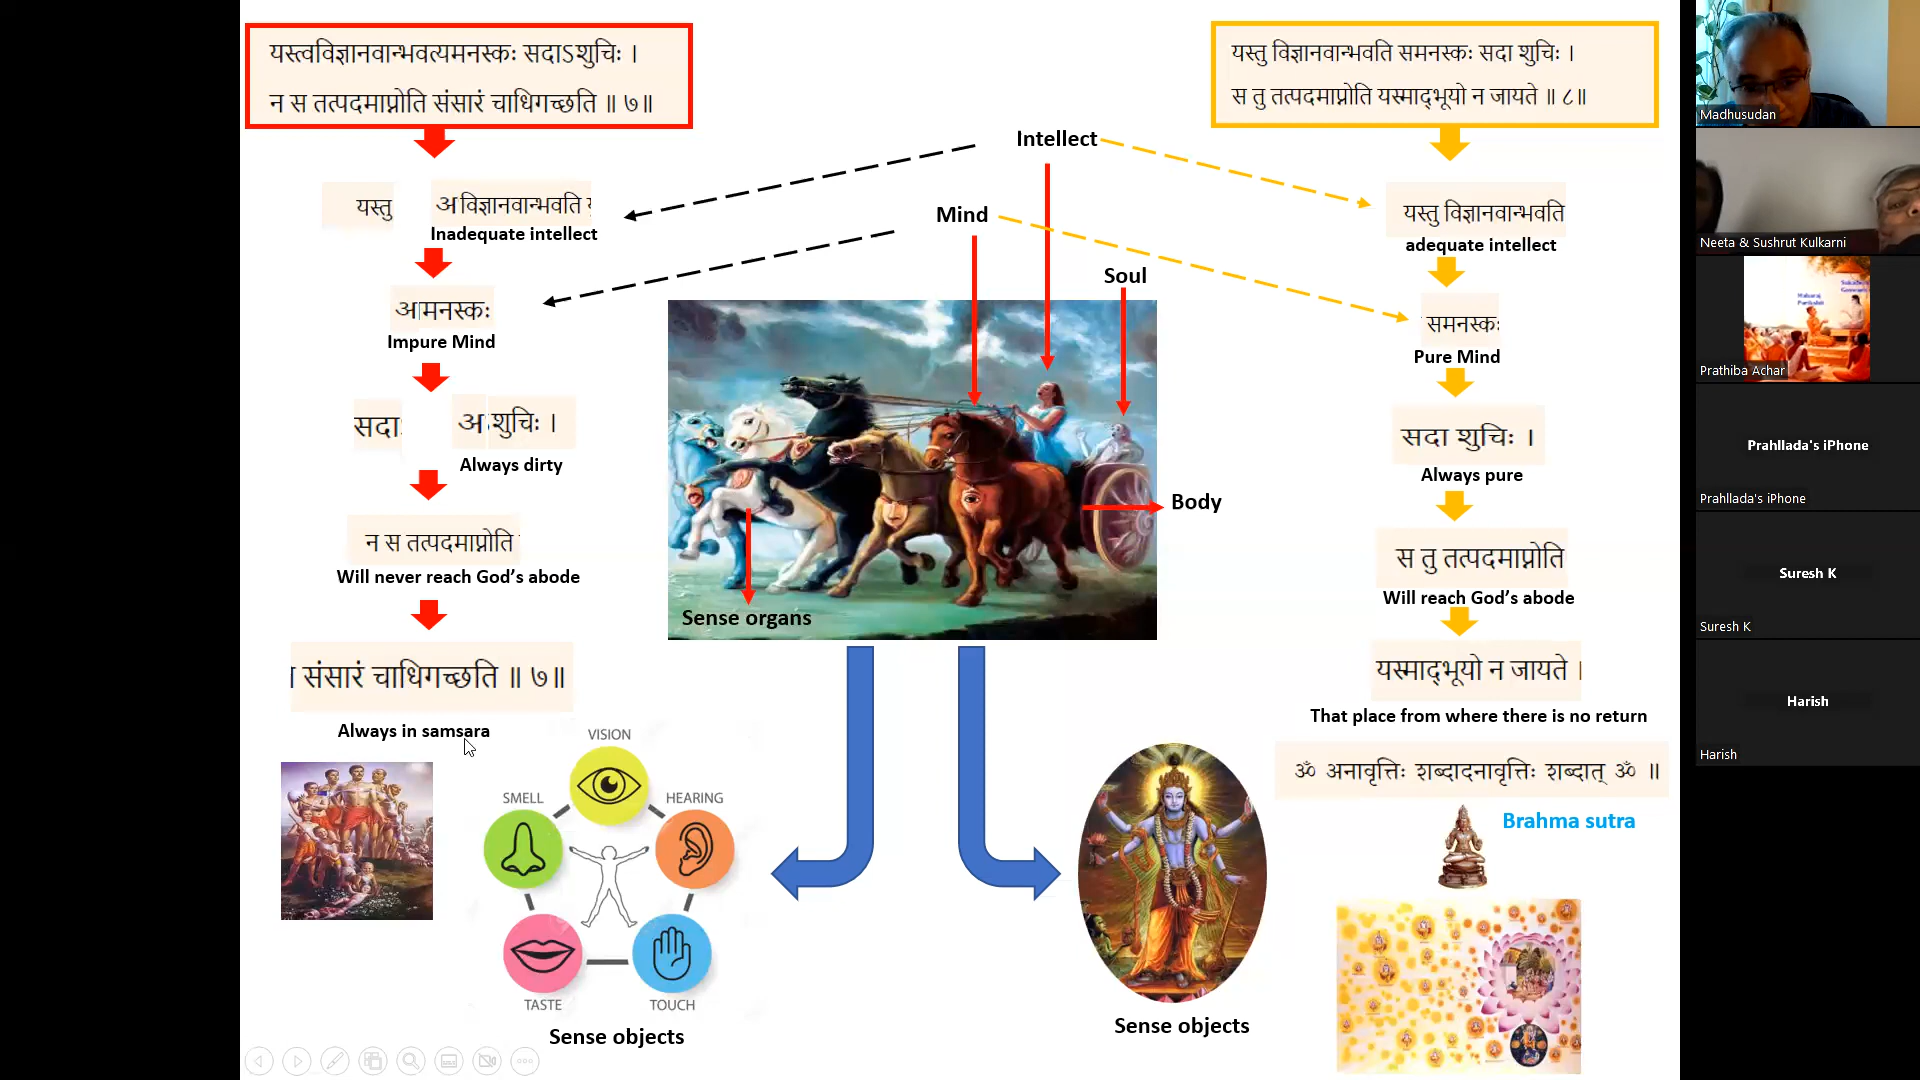 यस्त्वविज्ञानवान्भवत्यमनस्कः सदाऽशुचिः ।
न स तत्पदमाप्नोति संसारं चाधिगच्छति ॥ ७॥
यस्तु
अविज्ञानवान्भवति
Inadequate intellect
अमनस्कः
Impure Mind
सदा
अशुचिः ।
Always dirty
न स तत्पदमाप्नोति
Will never reach God's abode
संसारं चाधिगच्छति ॥ ७॥
Always in samsara
Intellect
Mind
Soul
Body
Sense organs
VISION
SMELL
HEARING
TASTE
TOUCH
Sense objects
Sense objects
यस्तु विज्ञानवान्भवति समनस्कः सदा शुचिः ।
स तु तत्पदमाप्नोति यस्माद्भूयो न जायते ॥ ८॥
यस्तु विज्ञानवान्भवति
adequate intellect
समनस्कः
Pure Mind
सदा शुचिः ।
Always pure
स तु तत्पदमाप्नोति
Will reach God's abode
यस्माद्भूयो न जायते ।
That place from where there is no return
ॐ अनावृत्तिः शब्दादनावृत्तिः शब्दात् ॐ ॥
Brahma sutra
Madhusudan
Neeta & Sushrut Kulkarni
Maharaj
Parikshit
Prathiba Achar
Prahllada's iPhone
Prahllada's iPhone
Suresh K
Suresh K
Harish
Harish